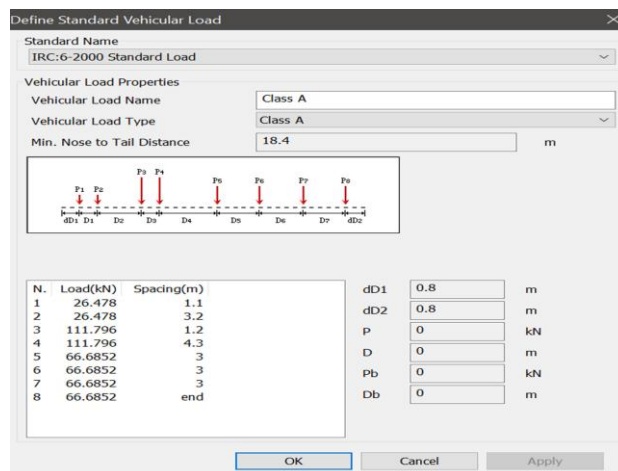 Define Standard Vehicular Load
Standard Name
IRC:6-2000 Standard Load
Vehicular Load Properties
Vehicular Load Name Class A
Vehicular Load Type Class A
Min. Nose to Tail Distance 18.4 m
P1 P2 P3 P4 P5 P6 P7 P8
dD1 D1 D2 D3 D4 D5 D6 D7 dD2
N. Load(kN) Spacing(m)
1 26.478 1.1
2 26.478 3.2
3 111.796 1.2
4 111.796 4.3
5 66.6852 3
6 66.6852 3
7 66.6852 3
8 66.6852 end
dD1 0.8 m
dD2 0.8 m
P 0 kN
D 0 m
Pb 0 kN
Db 0 m
OK Cancel Apply